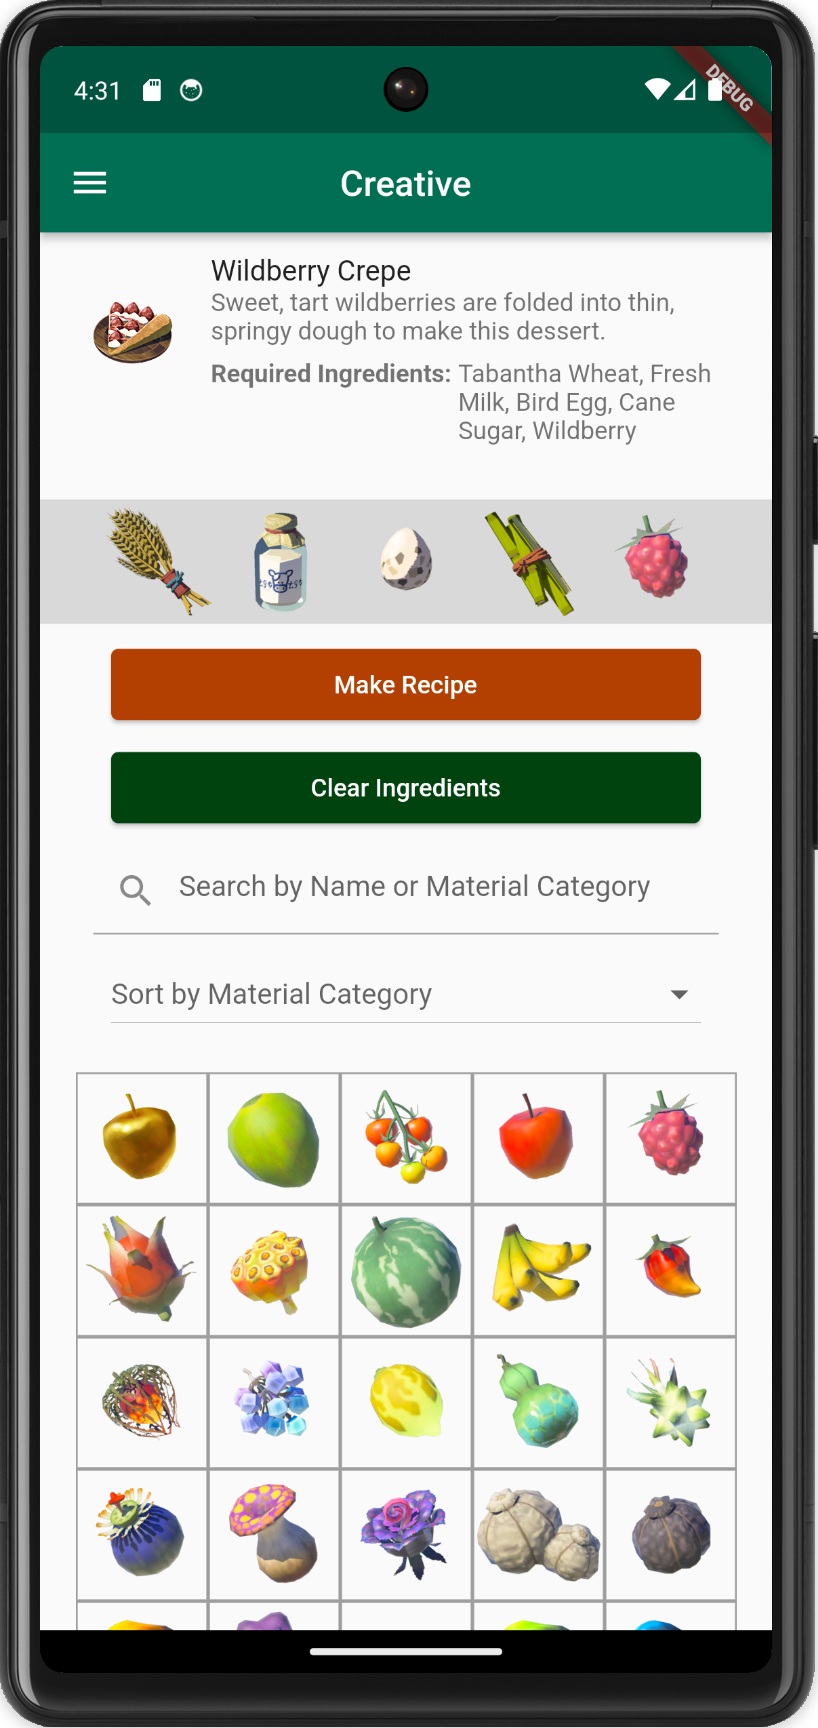 4:31
DEBUG
Creative
Wildberry Crepe
Sweet, tart wildberries are folded into thin,
springy dough to make this dessert.
Required Ingredients: Tabantha Wheat, Fresh
Milk, Bird Egg, Cane
Sugar, Wildberry
Make Recipe
Clear Ingredients
Search by Name or Material Category
Sort by Material Category